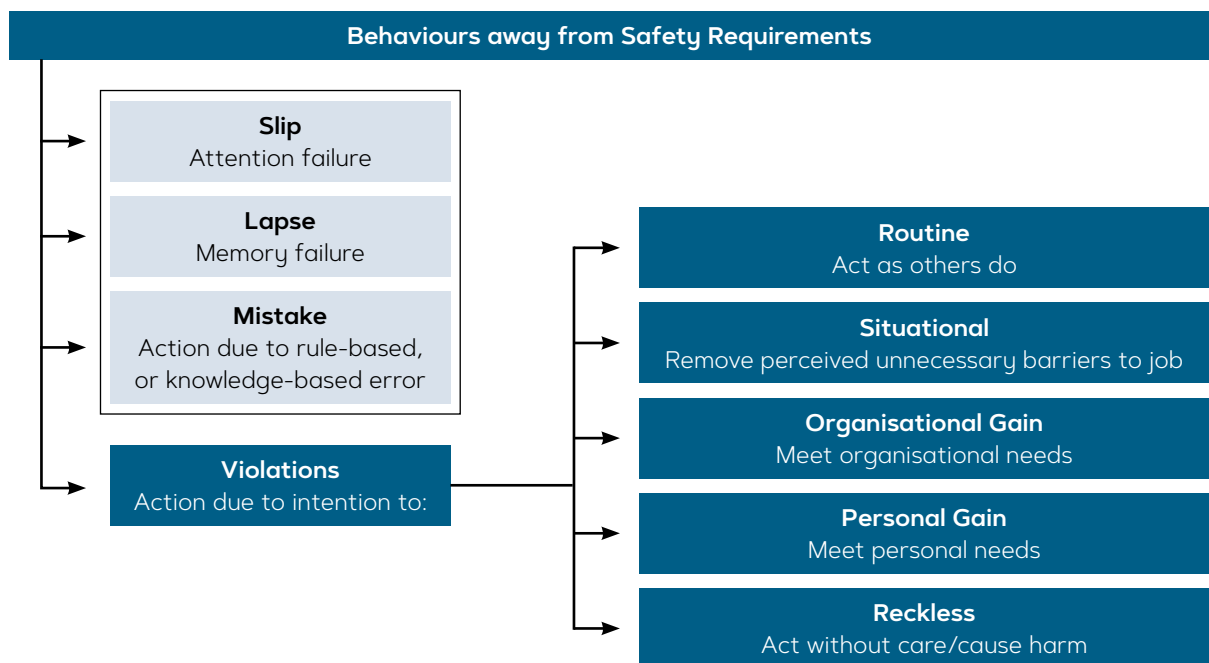 Behaviours away from Safety Requirements
Slip
Attention failure
Lapse
Memory failure
Mistake
Action due to rule-based,
or knowledge-based error
Violations
Action due to intention to:
Routine
Act as others do
Situational
Remove perceived unnecessary barriers to job
Organisational Gain
Meet organisational needs
Personal Gain
Meet personal needs
Reckless
Act without care/cause harm